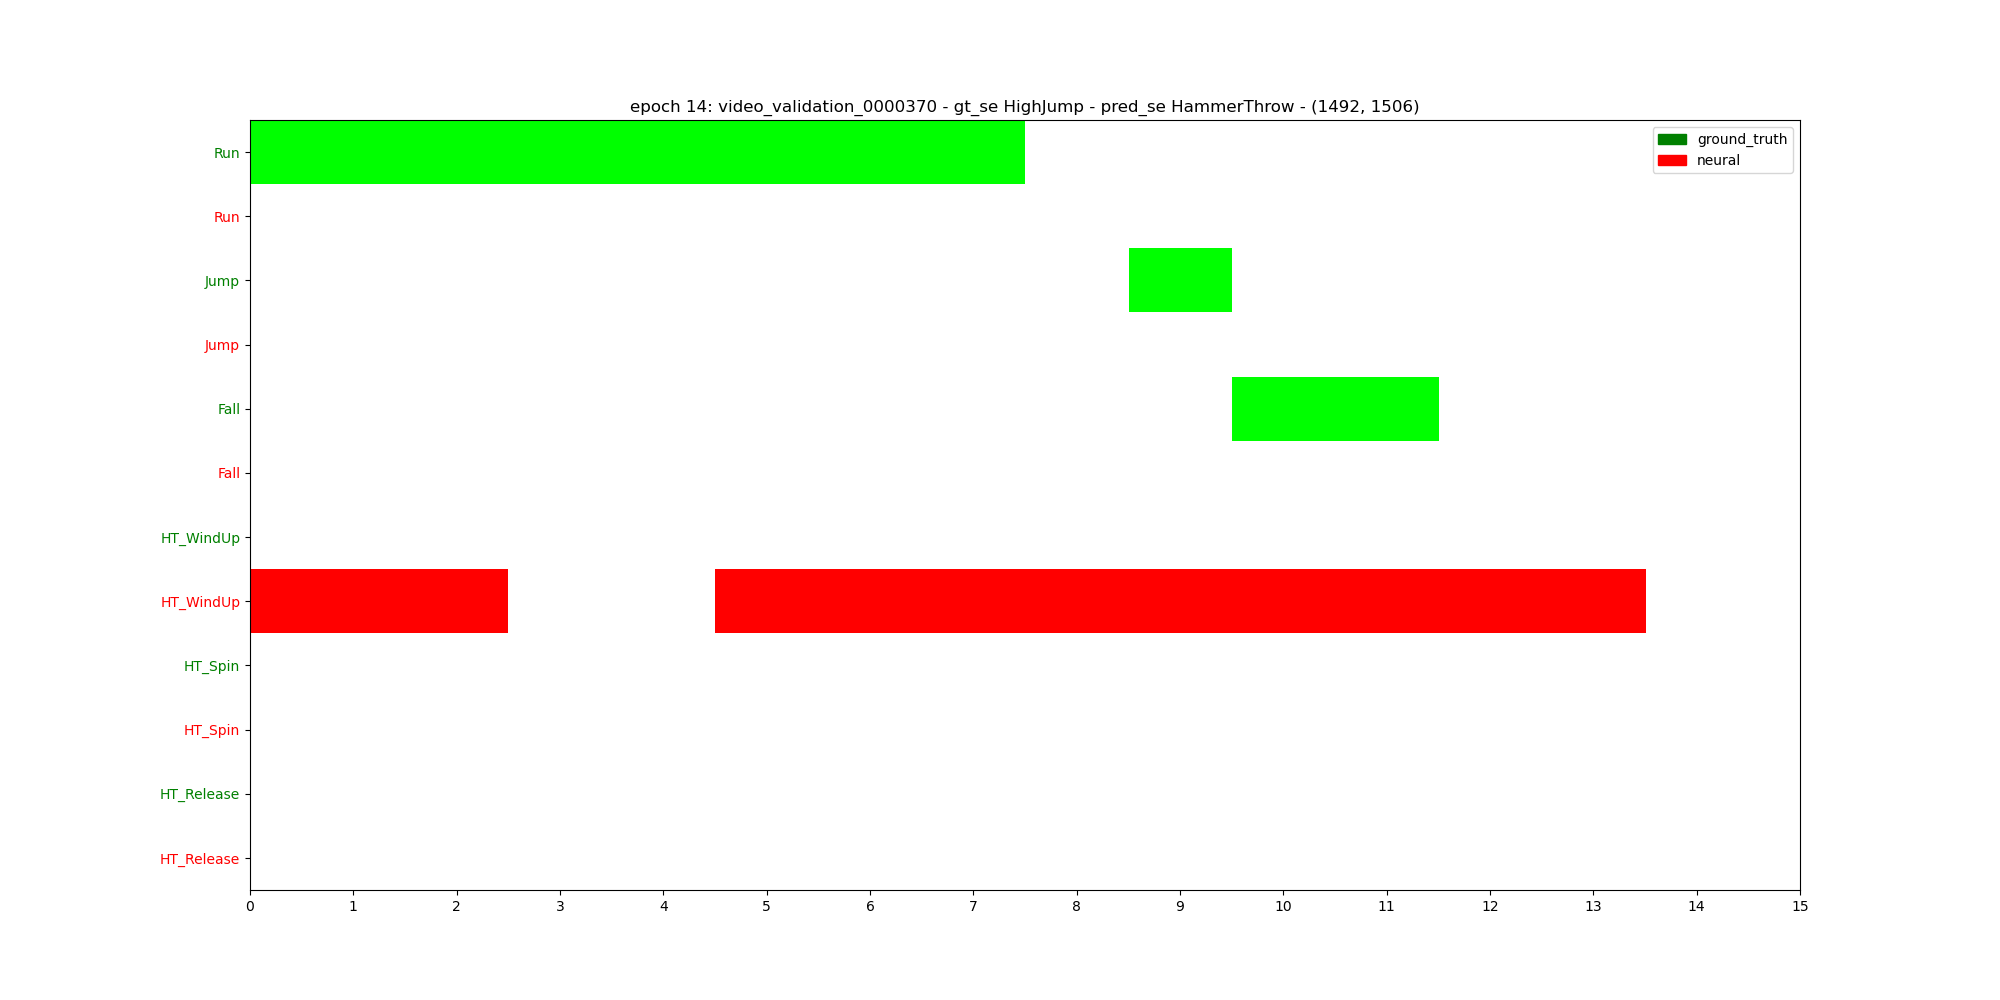 epoch 14: video_validation_0000370 - gt_se HighJump - pred_se HammerThrow - (1492, 1506)
ground_truth
neural
Run
Run
Jump
Jump
Fall
Fall
HT_WindUp
HT_WindUp
HT_Spin
HT_Spin
HT_Release
HT_Release
0 1 2 3 4 5 6 7 8 9 10 11 12 13 14 15